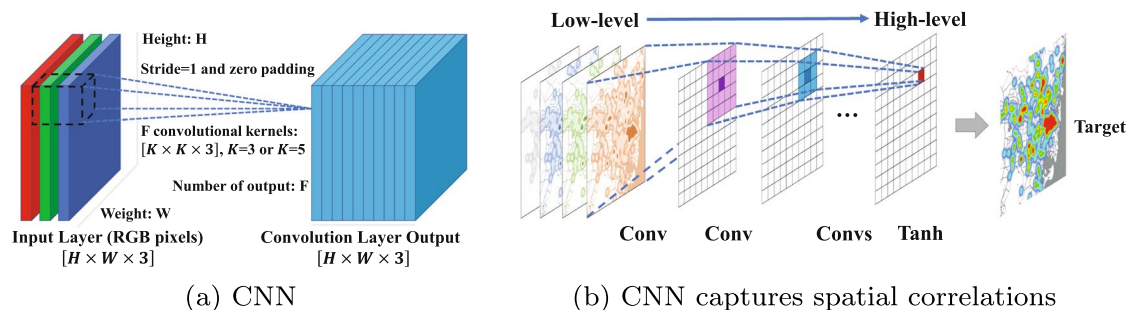 Height: H
Stride=1 and zero padding
F convolutional kernels:
[K × K × 3], K=3 or K=5
Number of output: F
Weight: W
Input Layer (RGB pixels)
[H × W × 3]
Convolution Layer Output
[H × W × 3]
(a) CNN
Low-level
High-level
...
Target
Conv
Conv
Convs
Tanh
(b) CNN captures spatial correlations